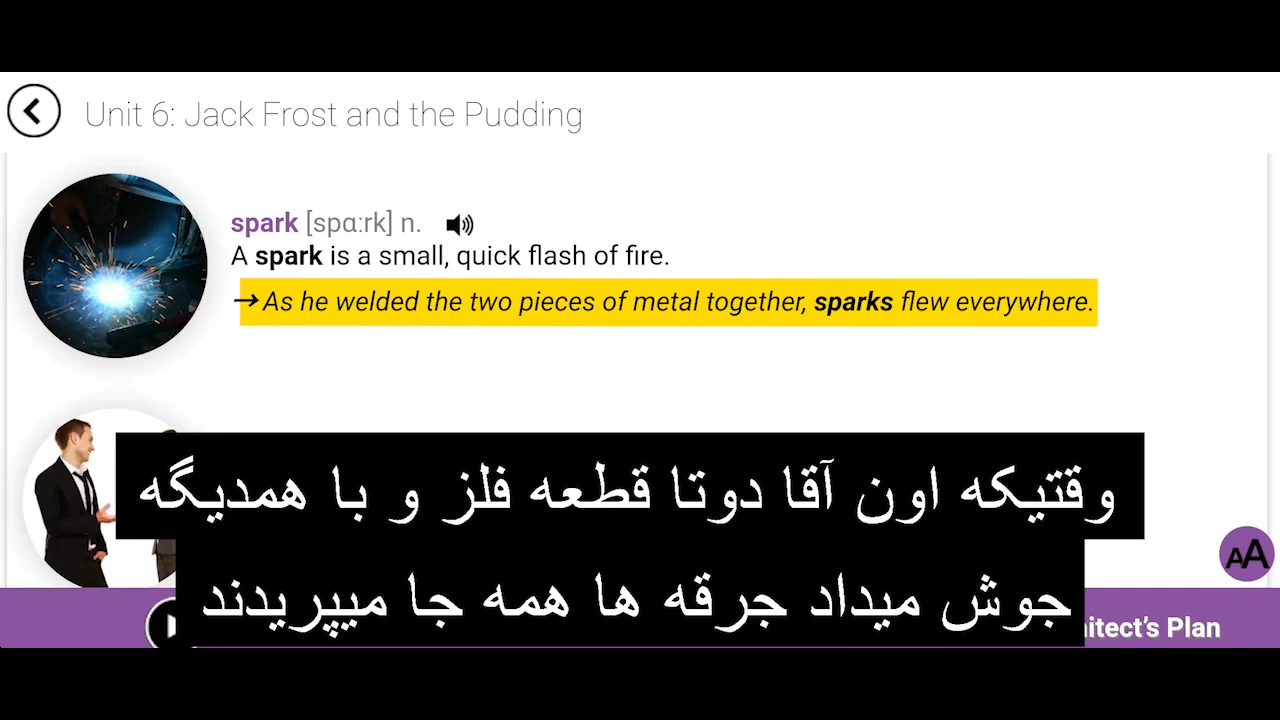 Unit 6: Jack Frost and the Pudding
spark [spɑːrk] n.
A spark is a small, quick flash of fire.
→ As he welded the two pieces of metal together, sparks flew everywhere.
وقتیکه اون آقا دوتا قطعه فلز و با همدیگه
جوش میداد جرقه ها همه جا میپریدند
AA
hitect's Plan